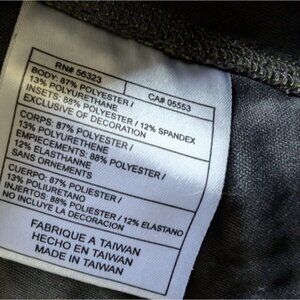 RN# 56323
CA# 05553
BODY: 87% POLYESTER /
13% POLYURETHANE
INSETS: 88% POLYESTER / 12% SPANDEX
EXCLUSIVE OF DECORATION
CORPS: 87% POLYESTER /
13% POLYURETHENE
EMPIECEMENTS: 88% POLYESTER /
12% ELASTHANNE
SANS ORNEMENTS
CUERPO: 87% POLIESTER /
13% POLIURETANO
INJERTOS: 88% POLIESTER / 12% ELASTANO
NO INCLUYE LA DECORACION
FABRIQUE A TAIWAN
HECHO EN TAIWAN
MADE IN TAIWAN